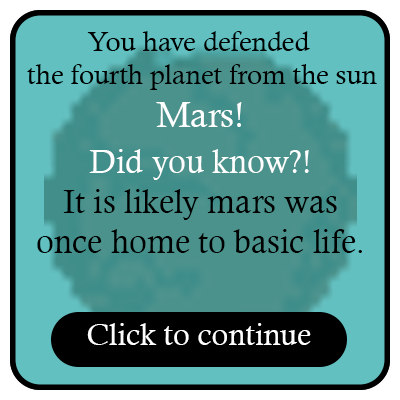 You have defended
the fourth planet from the sun
Mars!
Did you know?!
It is likely mars was
once home to basic life.
Click to continue